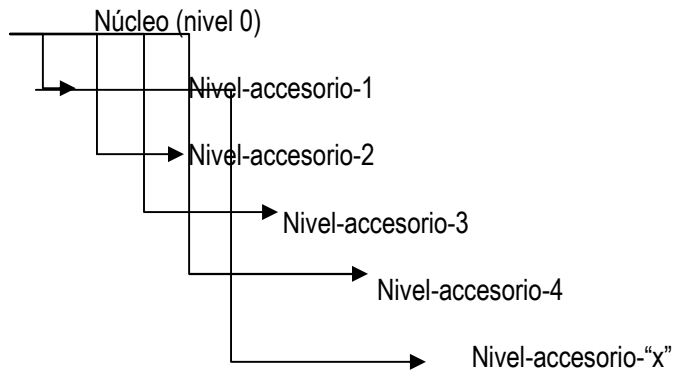 Núcleo (nivel 0)
Nivel-accesorio-1
Nivel-accesorio-2
Nivel-accesorio-3
Nivel-accesorio-4
Nivel-accesorio-“x”